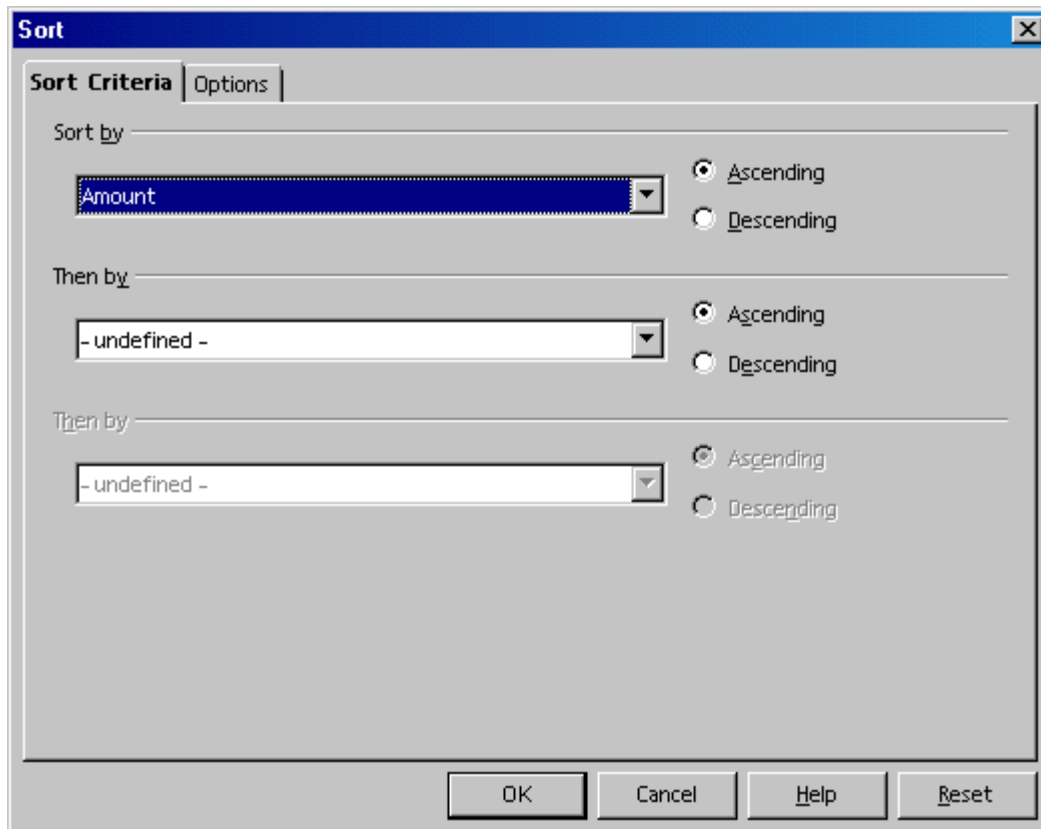 Sort
Sort Criteria Options
Sort by
Amount
Ascending
Descending
Then by
- undefined -
Ascending
Descending
Then by
- undefined -
Ascending
Descending
OK Cancel Help Reset